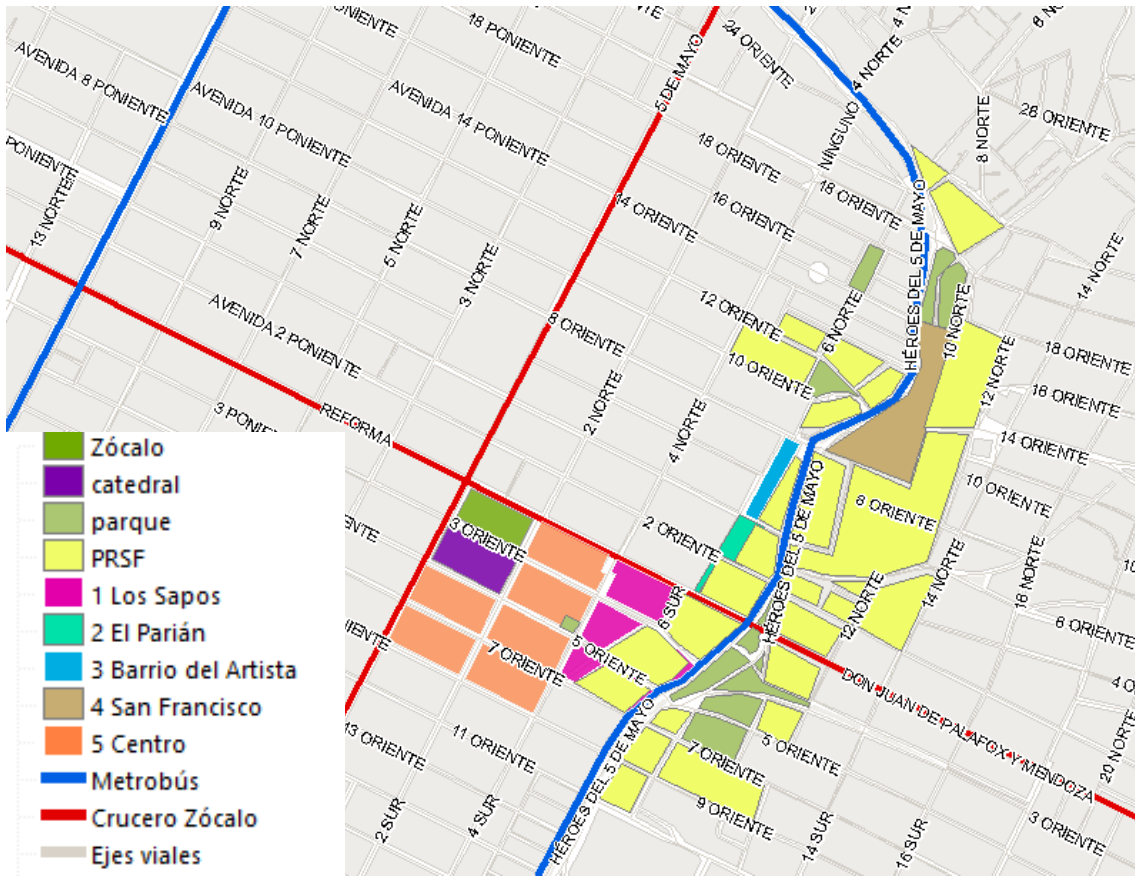 PONIENTE
18 PONIENTE
24 ORIENTE
4 NORTE
6 NORTE
AVENIDA 8 PONIENTE
AVENIDA 10 PONIENTE
AVENIDA 14 PONIENTE
5 DE MAYO
NINGUNO
4 NORTE
28 ORIENTE
8 NORTE
PONIENTE
18 ORIENTE
18 ORIENTE
16 ORIENTE
14 ORIENTE
13 NORTE
9 NORTE
7 NORTE
5 NORTE
3 NORTE
HÉROES DEL 5 DE MAYO
14 NORTE
AVENIDA 2 PONIENTE
8 ORIENTE
12 ORIENTE
6 NORTE
10 NORTE
10 ORIENTE
12 NORTE
18 ORIENTE
16 ORIENTE
3 PONIENTE
REFORMA
2 NORTE
4 NORTE
14 ORIENTE
10 ORIENTE
HÉROES DEL 5 DE MAYO
8 ORIENTE
3 ORIENTE
2 ORIENTE
14 NORTE
16 NORTE
12 NORTE
6 ORIENTE
6 SUR
5 ORIENTE
7 ORIENTE
DON JUAN DE PALAFOX Y MENDOZA
13 ORIENTE
11 ORIENTE
HÉROES DEL 5 DE MAYO
7 ORIENTE
5 ORIENTE
9 ORIENTE
20 NORTE
3 ORIENTE
2 SUR
4 SUR
14 SUR
16 SUR
Zócalo
catedral
parque
PRSF
1 Los Sapos
2 El Parián
3 Barrio del Artista
4 San Francisco
5 Centro
Metrobús
Crucero Zócalo
Ejes viales